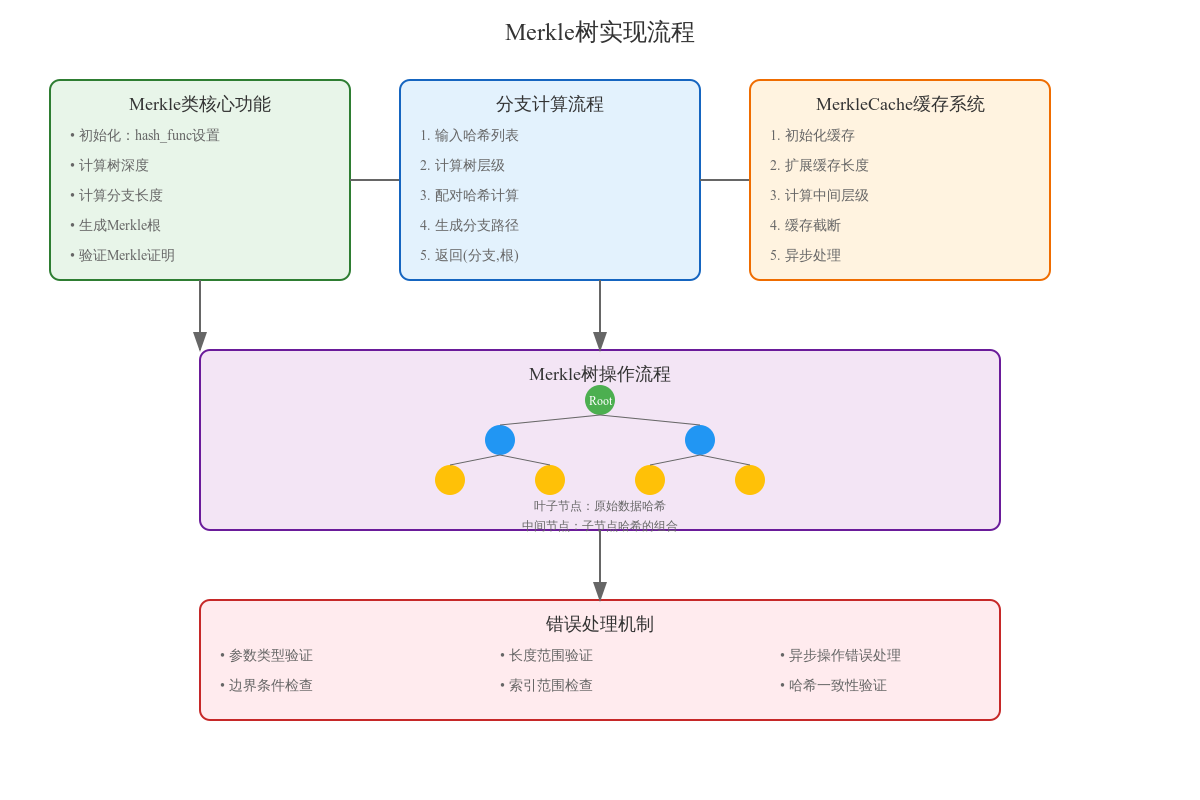 Merkle树实现流程
Merkle类核心功能
• 初始化：hash_func设置
• 计算树深度
• 计算分支长度
• 生成Merkle根
• 验证Merkle证明
分支计算流程
1. 输入哈希列表
2. 计算树层级
3. 配对哈希计算
4. 生成分支路径
5. 返回(分支,根)
MerkleCache缓存系统
1. 初始化缓存
2. 扩展缓存长度
3. 计算中间层级
4. 缓存截断
5. 异步处理
Merkle树操作流程
Root
叶子节点：原始数据哈希
中间节点：子节点哈希的组合
错误处理机制
• 参数类型验证
• 边界条件检查
• 长度范围验证
• 索引范围检查
• 异步操作错误处理
• 哈希一致性验证